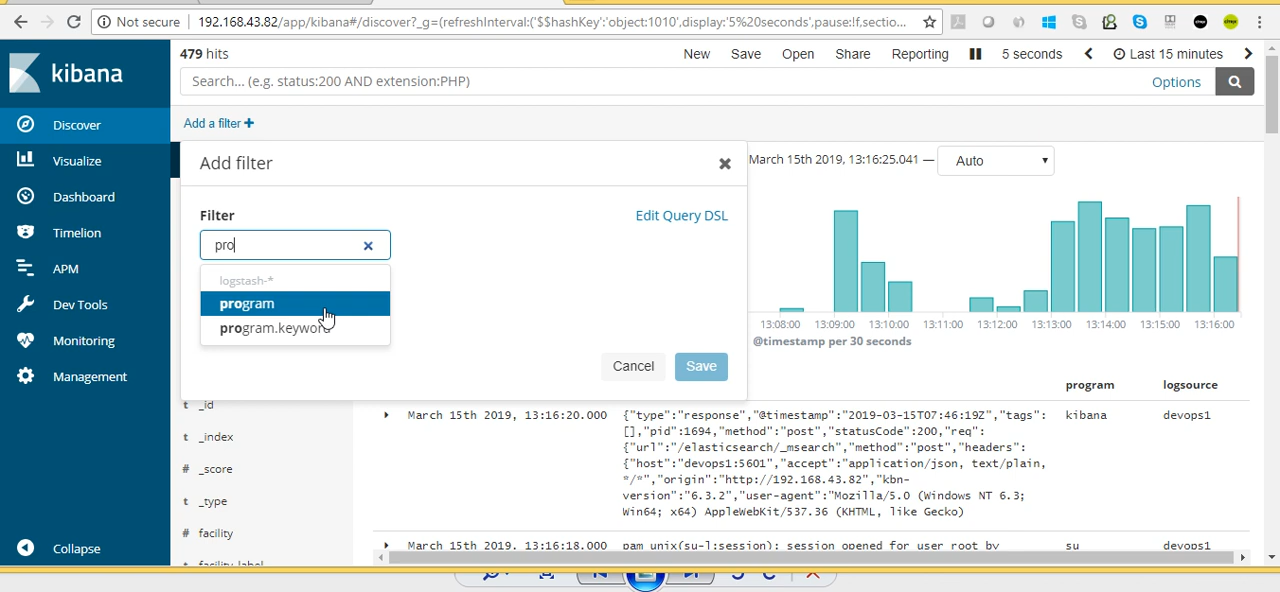 Not secure
192.168.43.82/app/kibana#/discover?_g=(refreshInterval:('$$hashKey':'object:1010',display:'5%20seconds',pause:!f,sectio...
kibana
Discover
Visualize
Dashboard
Timelion
APM
Dev Tools
Monitoring
Management
Collapse
479 hits
New
Save
Open
Share
Reporting
5 seconds
Last 15 minutes
Search... (e.g. status:200 AND extension:PHP)
Options
Add a filter
Add filter
Filter
Edit Query DSL
pro
logstash-*
program
program.keyword
Cancel
Save
March 15th 2019, 13:16:25.041 —
Auto
13:08:00 13:09:00 13:10:00 13:11:00 13:12:00 13:13:00 13:14:00 13:15:00 13:16:00
@timestamp per 30 seconds
t _id
t _index
# _score
t _type
# facility
t facility_label
program
logsource
March 15th 2019, 13:16:20.000
{"type":"response","@timestamp":"2019-03-15T07:46:19Z","tags":
[],"pid":1694,"method":"post","statusCode":200,"req":
{"url":"/elasticsearch/_msearch","method":"post","headers":
{"host":"devops1:5601","accept":"application/json, text/plain,
*/*","origin":"http://192.168.43.82","kbn-
version":"6.3.2","user-agent":"Mozilla/5.0 (Windows NT 6.3;
Win64; x64) AppleWebKit/537.36 (KHTML, like Gecko)
kibana
devops1
March 15th 2019, 13:16:18.000
pam_unix(su-l:session): session opened for user root by
su
devops1